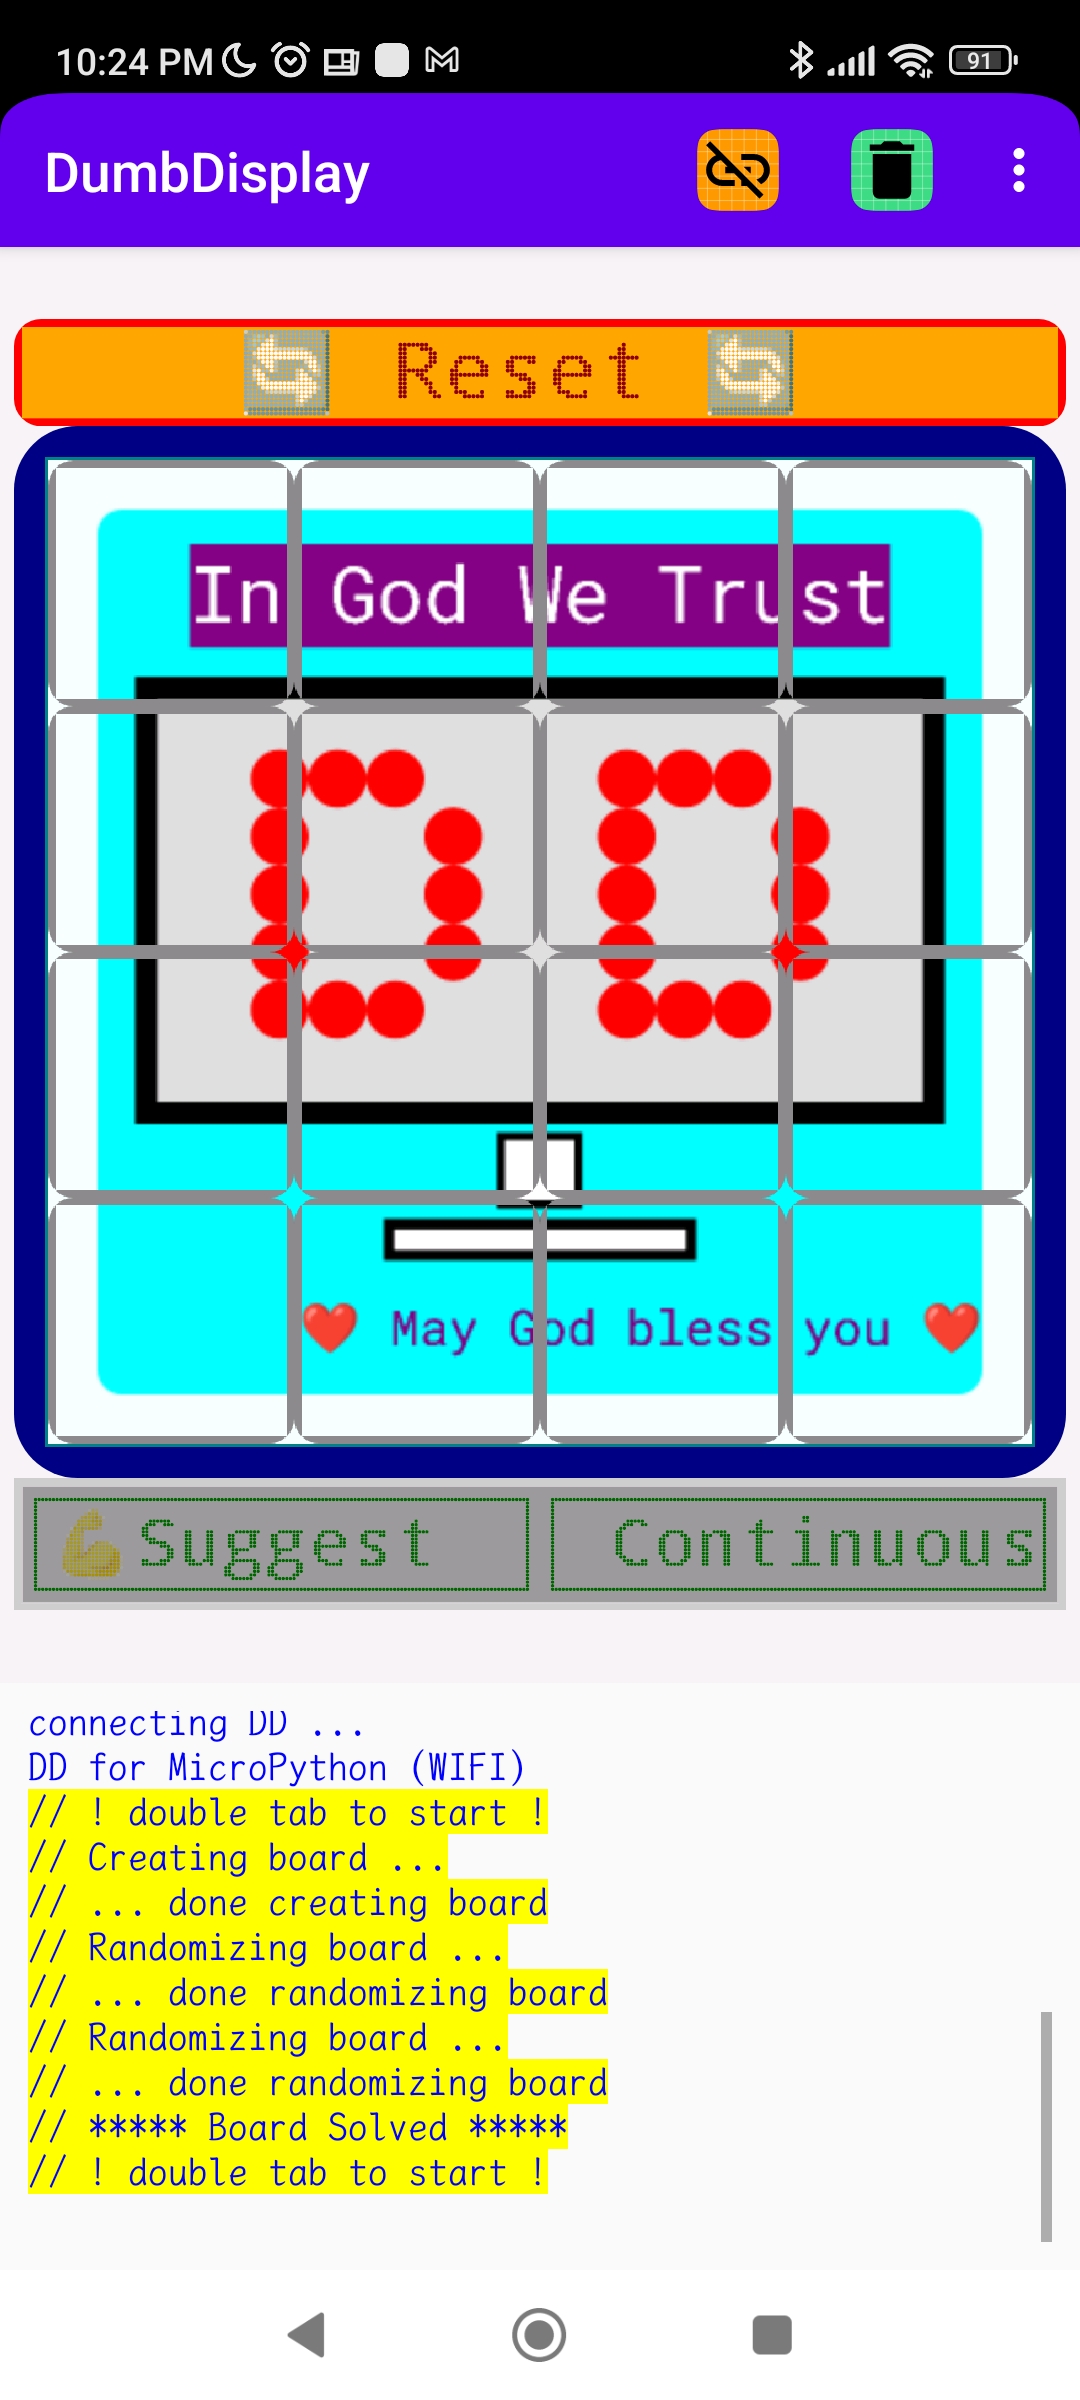 10:24 PM 91
DumbDisplay
Reset
In God We Trust
DD
❤️ May God bless you ❤️
💪Suggest Continuous
connecting DD ...
DD for MicroPython (WIFI)
// ! double tab to start !
// Creating board ...
// ... done creating board
// Randomizing board ...
// ... done randomizing board
// Randomizing board ...
// ... done randomizing board
// ***** Board Solved *****
// ! double tab to start !